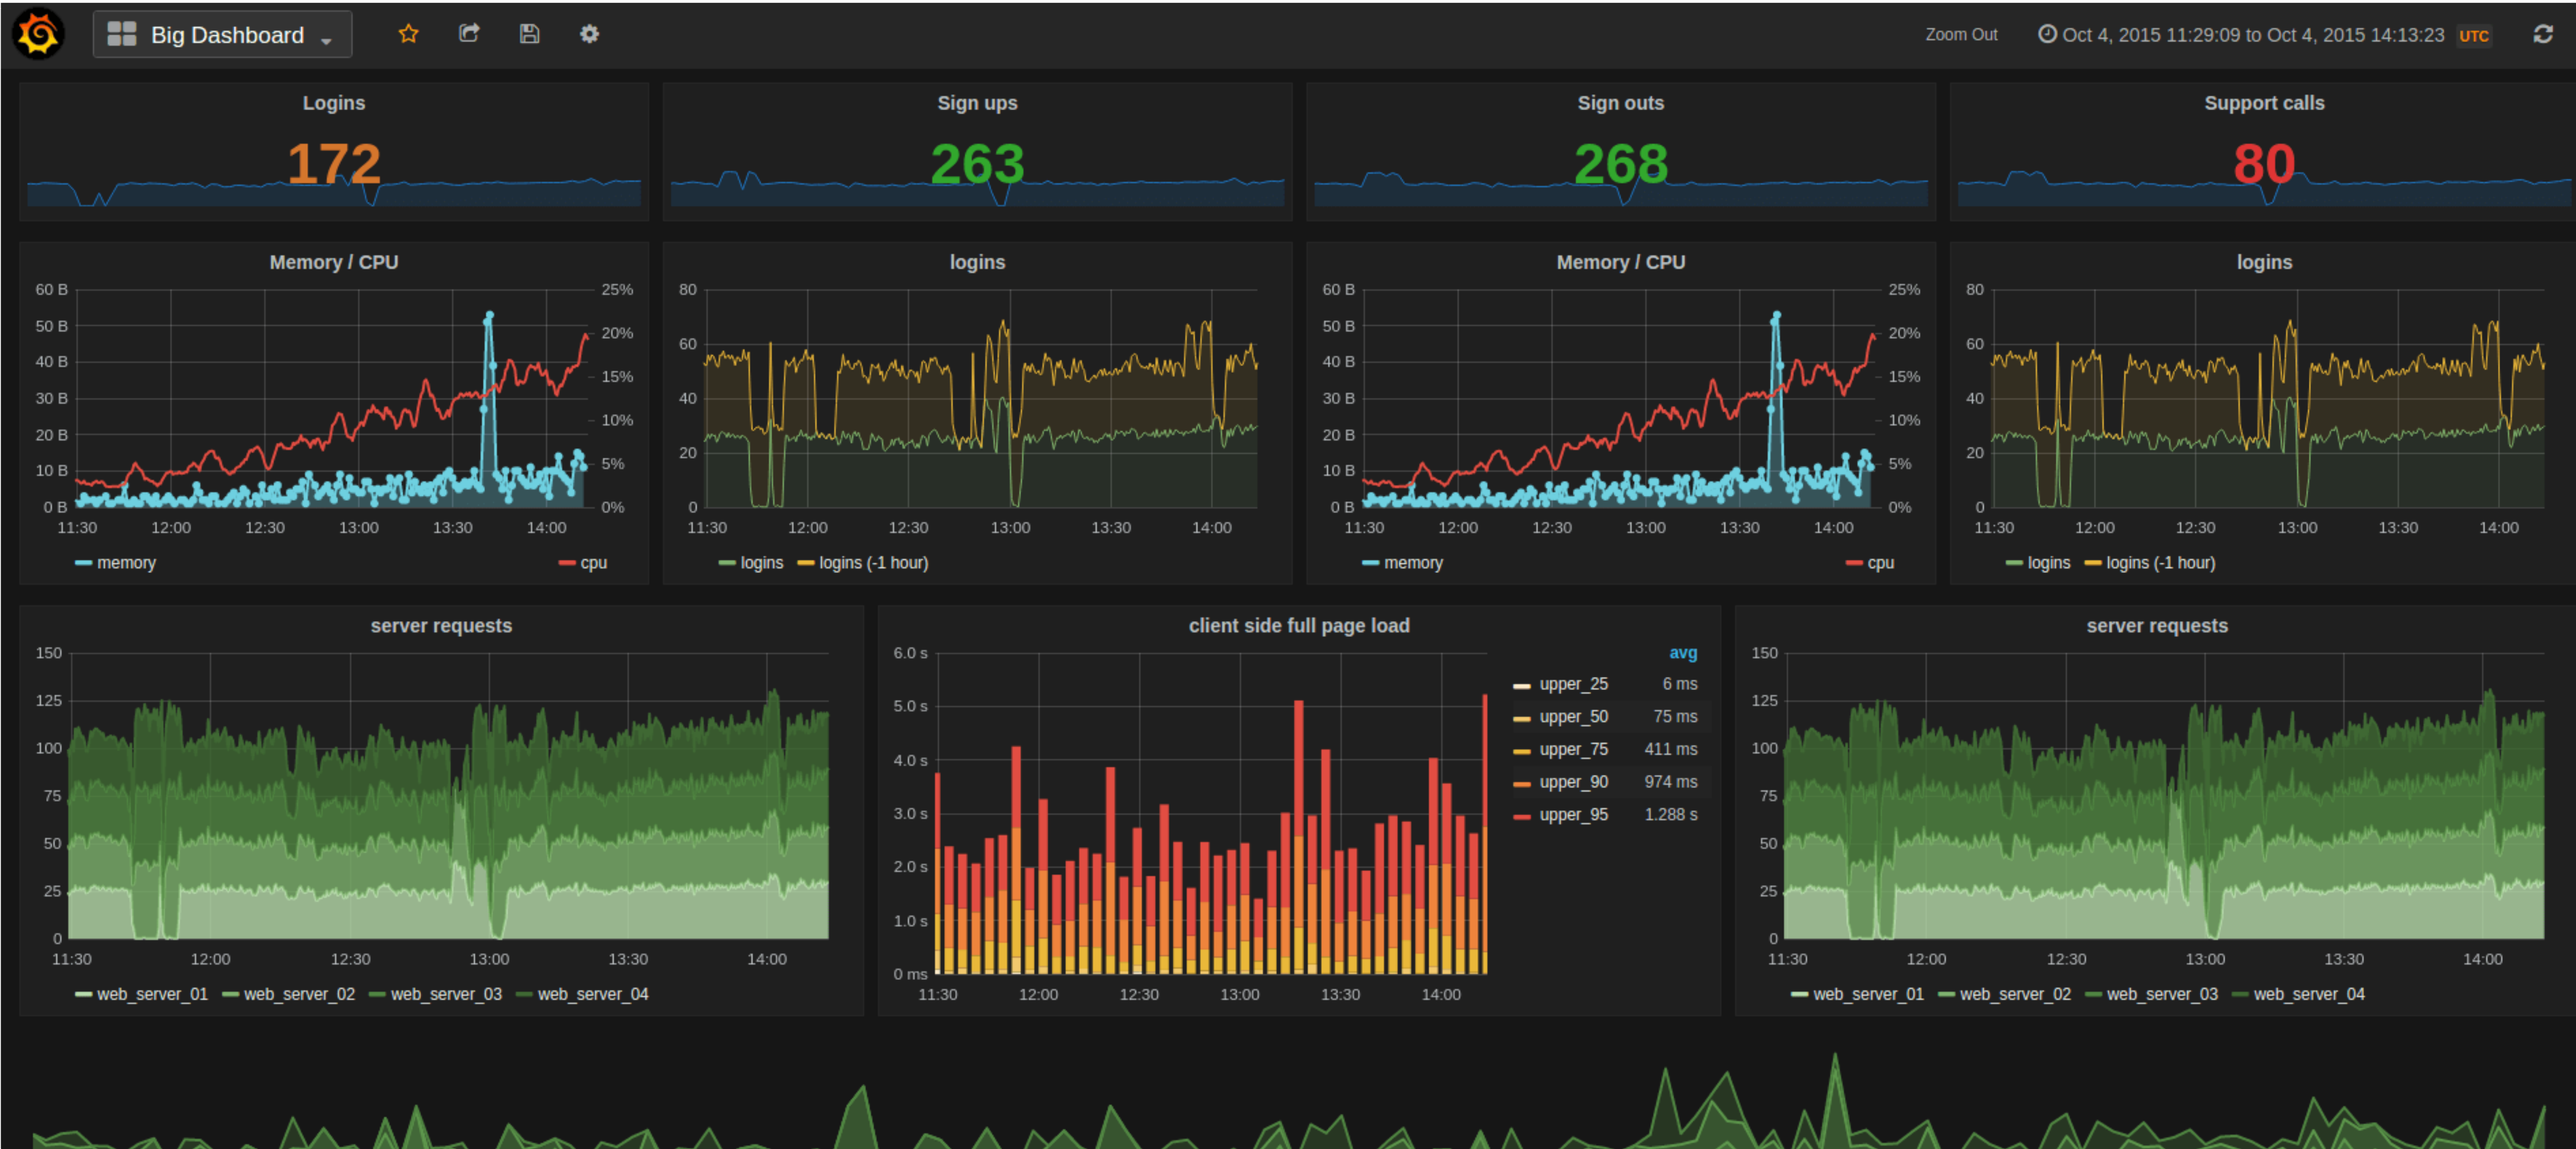 Big Dashboard
Zoom Out Oct 4, 2015 11:29:09 to Oct 4, 2015 14:13:23 UTC
Logins
172
Sign ups
263
Sign outs
268
Support calls
80
Memory / CPU
60 B
50 B
40 B
30 B
20 B
10 B
0 B
25%
20%
15%
10%
5%
0%
11:30 12:00 12:30 13:00 13:30 14:00
memory cpu
logins
80
60
40
20
0
11:30 12:00 12:30 13:00 13:30 14:00
logins logins (-1 hour)
Memory / CPU
60 B
50 B
40 B
30 B
20 B
10 B
0 B
25%
20%
15%
10%
5%
0%
11:30 12:00 12:30 13:00 13:30 14:00
memory cpu
logins
80
60
40
20
0
11:30 12:00 12:30 13:00 13:30 14:00
logins logins (-1 hour)
server requests
150
125
100
75
50
25
0
11:30 12:00 12:30 13:00 13:30 14:00
web_server_01 web_server_02 web_server_03 web_server_04
client side full page load
6.0 s
5.0 s
4.0 s
3.0 s
2.0 s
1.0 s
0 ms
11:30 12:00 12:30 13:00 13:30 14:00
avg
upper_25 6 ms
upper_50 75 ms
upper_75 411 ms
upper_90 974 ms
upper_95 1.288 s
server requests
150
125
100
75
50
25
0
11:30 12:00 12:30 13:00 13:30 14:00
web_server_01 web_server_02 web_server_03 web_server_04